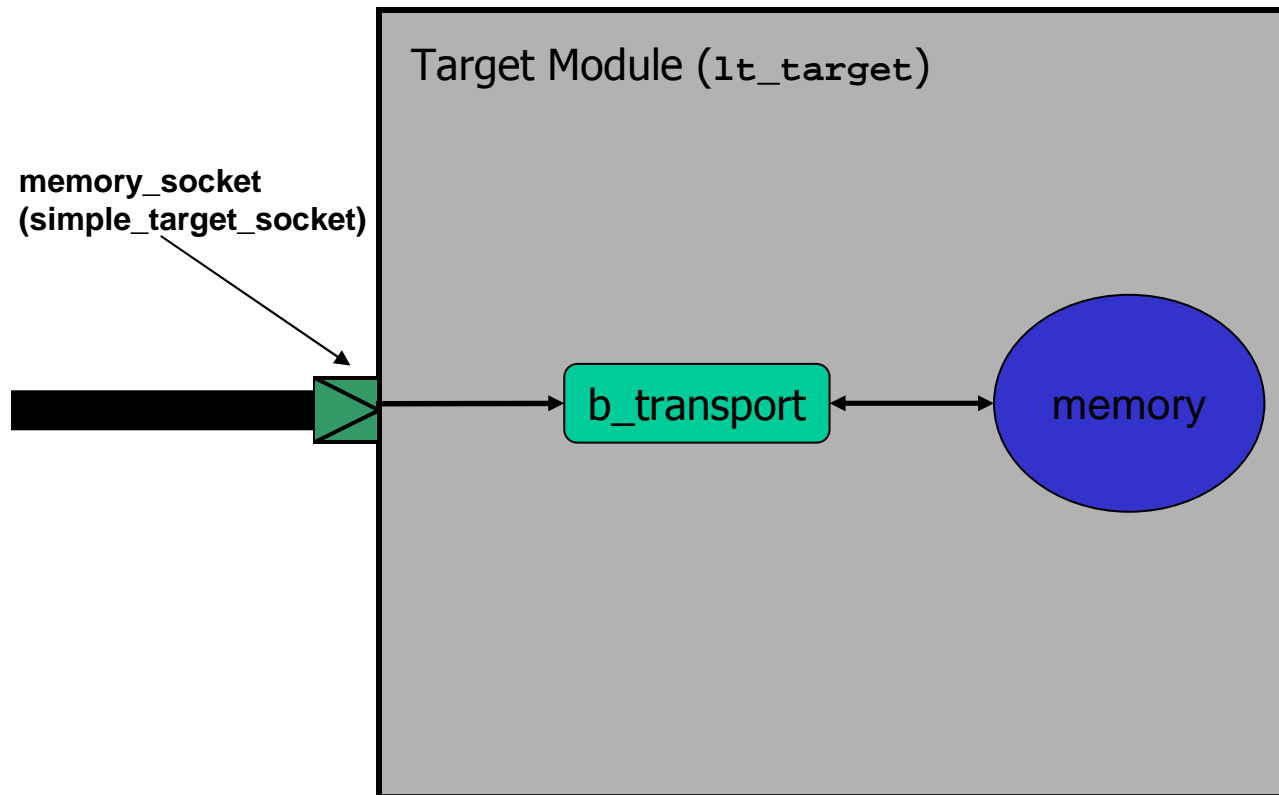 Target Module (lt_target)
memory_socket
(simple_target_socket)
b_transport
memory